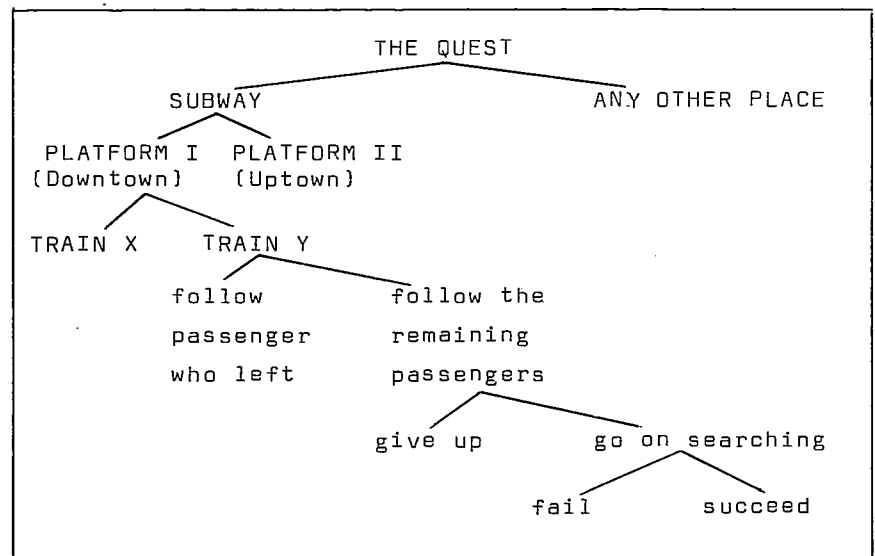 THE QUEST
SUBWAY ANY OTHER PLACE
PLATFORM I PLATFORM II
(Downtown) (Uptown)
TRAIN X TRAIN Y
follow follow the
passenger remaining
who left passengers
give up go on searching
fail succeed